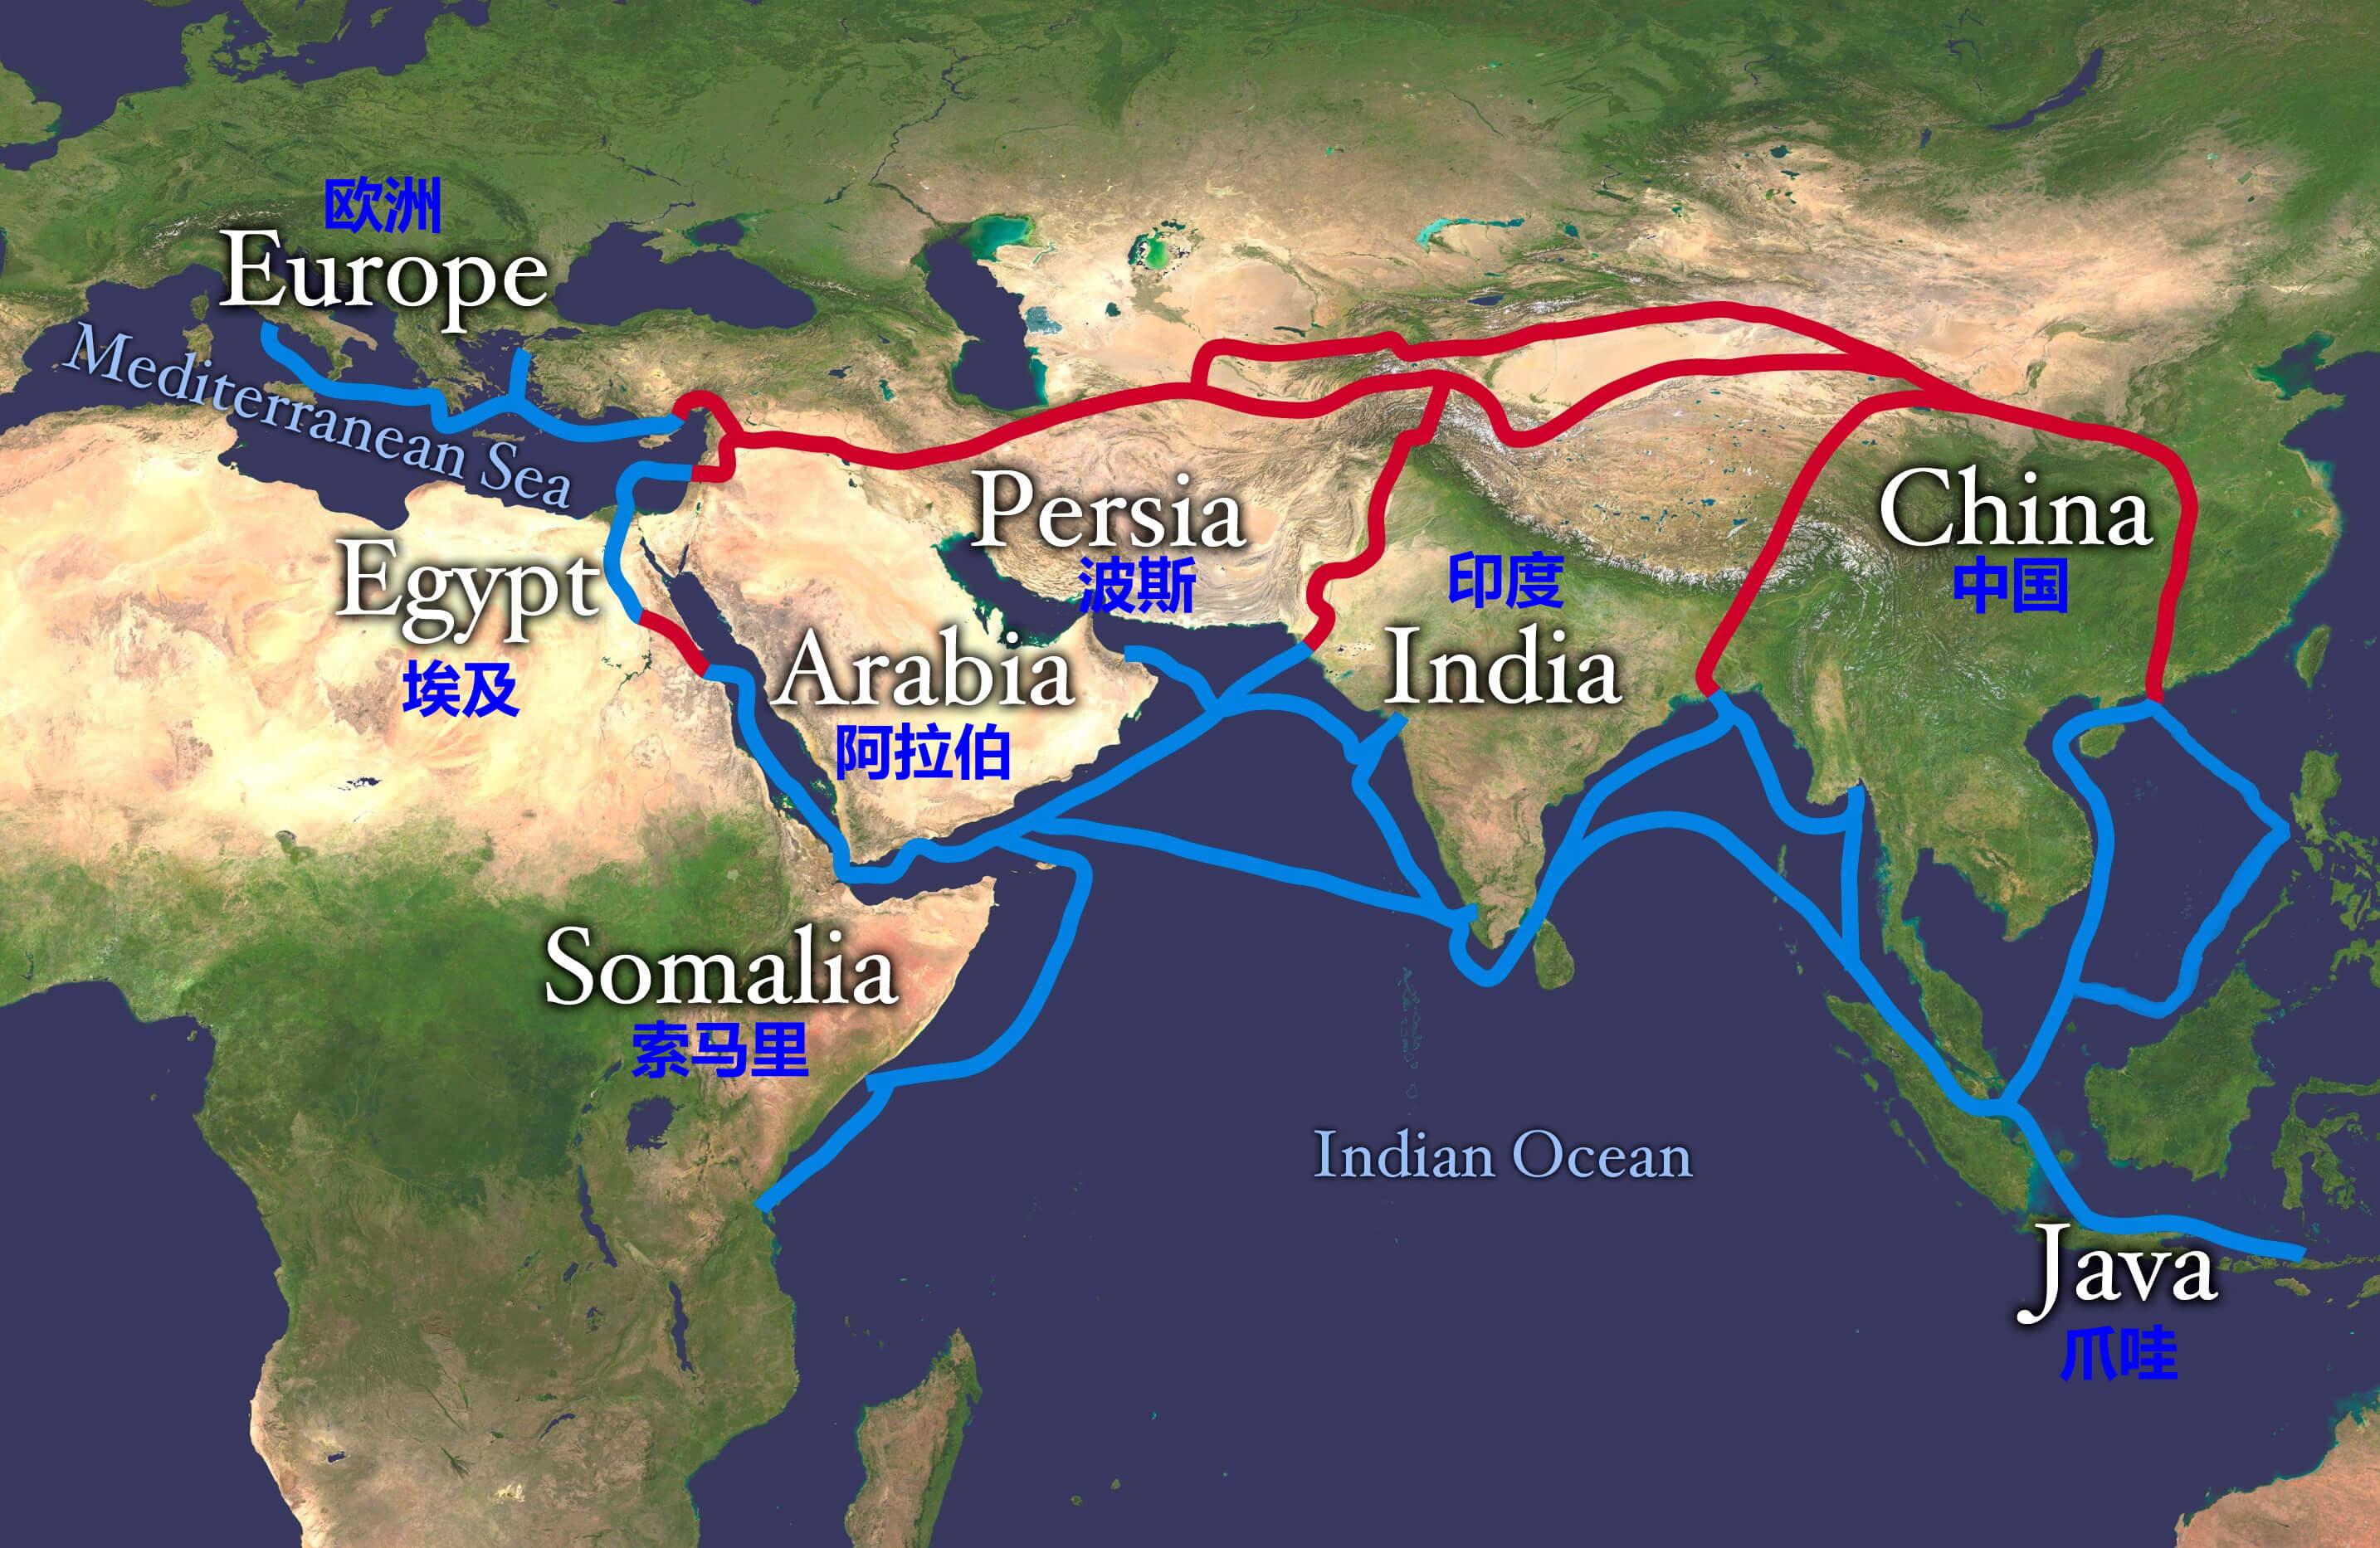 欧洲
Europe
Mediterranean Sea
Egypt
埃及
Persia
波斯
Arabia
阿拉伯
印度
India
China
中国
Somalia
索马里
Indian Ocean
Java
爪哇